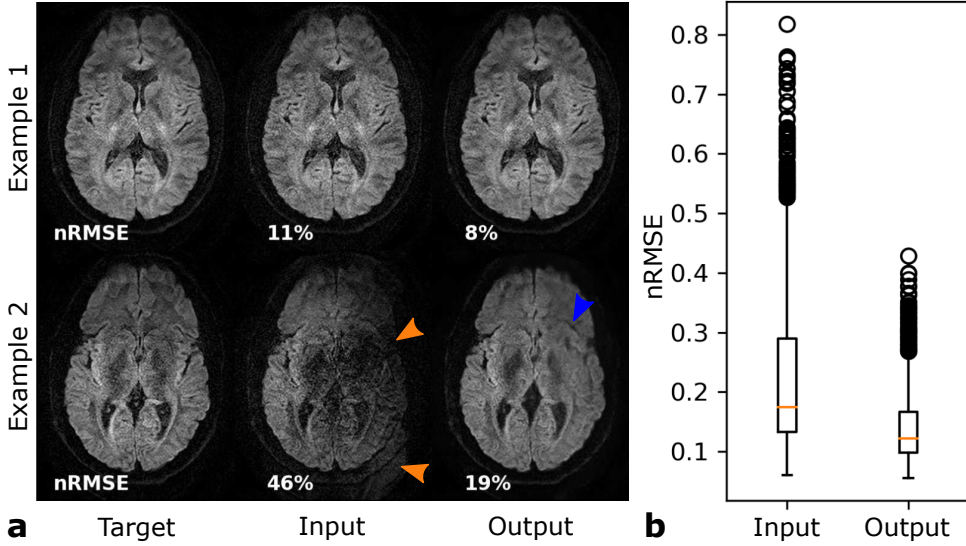 Example 1
nRMSE 11% 8%
Example 2
nRMSE 46% 19%
a Target Input Output
nRMSE
0.8
0.7
0.6
0.5
0.4
0.3
0.2
0.1
b Input Output